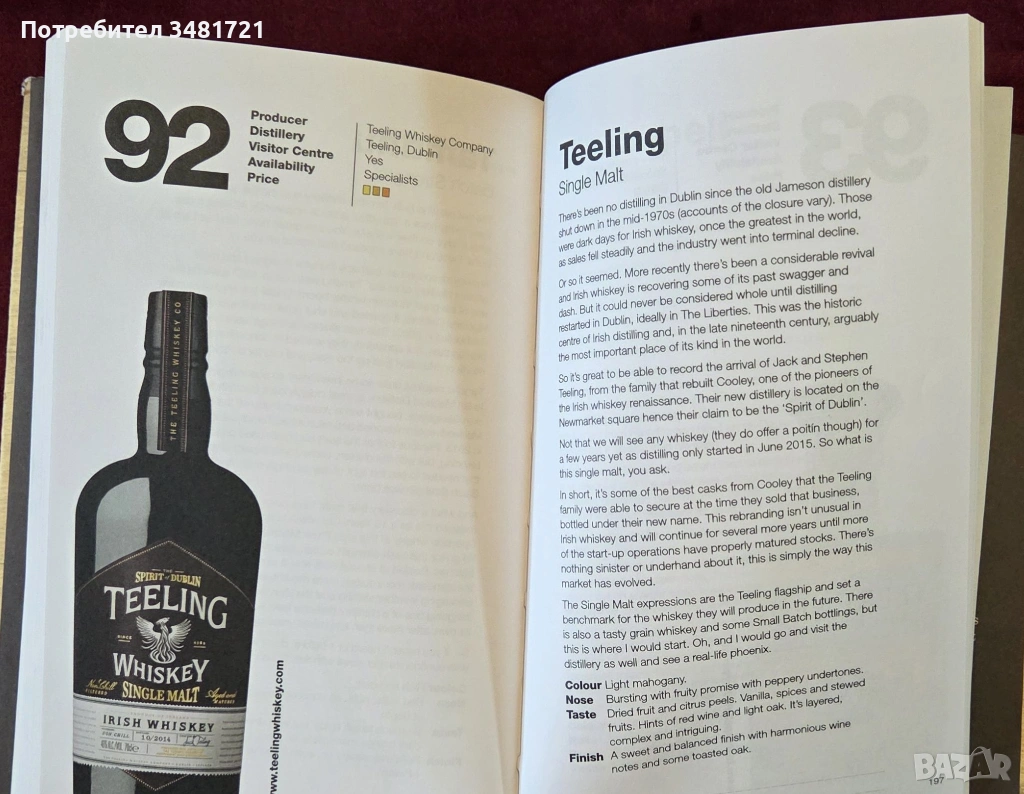 Потребител 3481721
92
Producer Teeling Whiskey Company
Distillery Teeling, Dublin
Visitor Centre Yes
Availability Specialists
Price
THE TEELING WHISKEY CO
THE
SPIRIT of DUBLIN
TEELING
SINCE 1782
WHISKEY
Non Chill Filtered
SINGLE MALT
Aged and Matured
IRISH WHISKEY
10/2014
www.teelingwhiskey.com
Teeling
Single Malt
There's been no distilling in Dublin since the old Jameson distillery
shut down in the mid-1970s (accounts of the closure vary). Those
were dark days for Irish whiskey, once the greatest in the world,
as sales fell steadily and the industry went into terminal decline.
Or so it seemed. More recently there's been a considerable revival
and Irish whiskey is recovering some of its past swagger and
dash. But it could never be considered whole until distilling
restarted in Dublin, ideally in The Liberties. This was the historic
centre of Irish distilling and, in the late nineteenth century, arguably
the most important place of its kind in the world.
So it's great to be able to record the arrival of Jack and Stephen
Teeling, from the family that rebuilt Cooley, one of the pioneers of
the Irish whiskey renaissance. Their new distillery is located on the
Newmarket square hence their claim to be the 'Spirit of Dublin'.
Not that we will see any whiskey (they do offer a poitín though) for
a few years yet as distilling only started in June 2015. So what is
this single malt, you ask.
In short, it's some of the best casks from Cooley that the Teeling
family were able to secure at the time they sold that business,
bottled under their new name. This rebranding isn't unusual in
Irish whiskey and will continue for several more years until more
of the start-up operations have properly matured stocks. There's
nothing sinister or underhand about it, this is simply the way this
market has evolved.
The Single Malt expressions are the Teeling flagship and set a
benchmark for the whiskey they will produce in the future. There
is also a tasty grain whiskey and some Small Batch bottlings, but
this is where I would start. Oh, and I would go and visit the
distillery as well and see a real-life phoenix.
Colour Light mahogany.
Nose Bursting with fruity promise with peppery undertones.
Taste Dried fruit and citrus peels. Vanilla, spices and stewed
fruits. Hints of red wine and light oak. It's layered,
complex and intriguing.
Finish A sweet and balanced finish with harmonious wine
notes and some toasted oak.
197
BAZAR